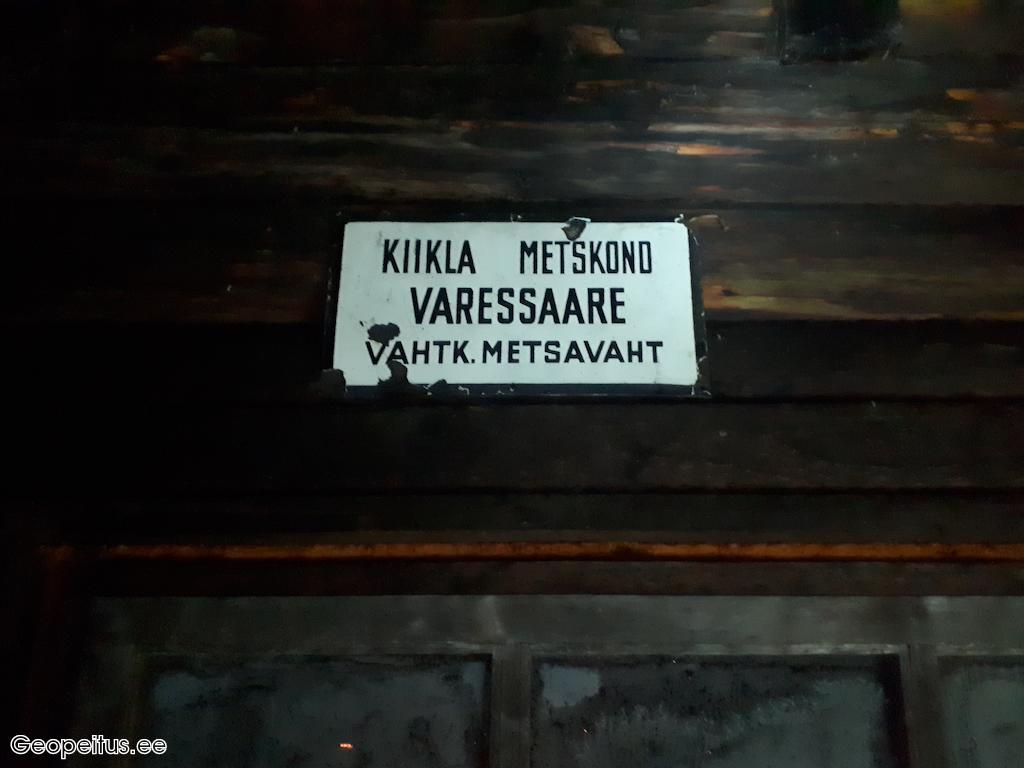 KIIKLA METSKOND
VARESSAARE
VAHTK. METSAVAHT
Geopeitus.ee